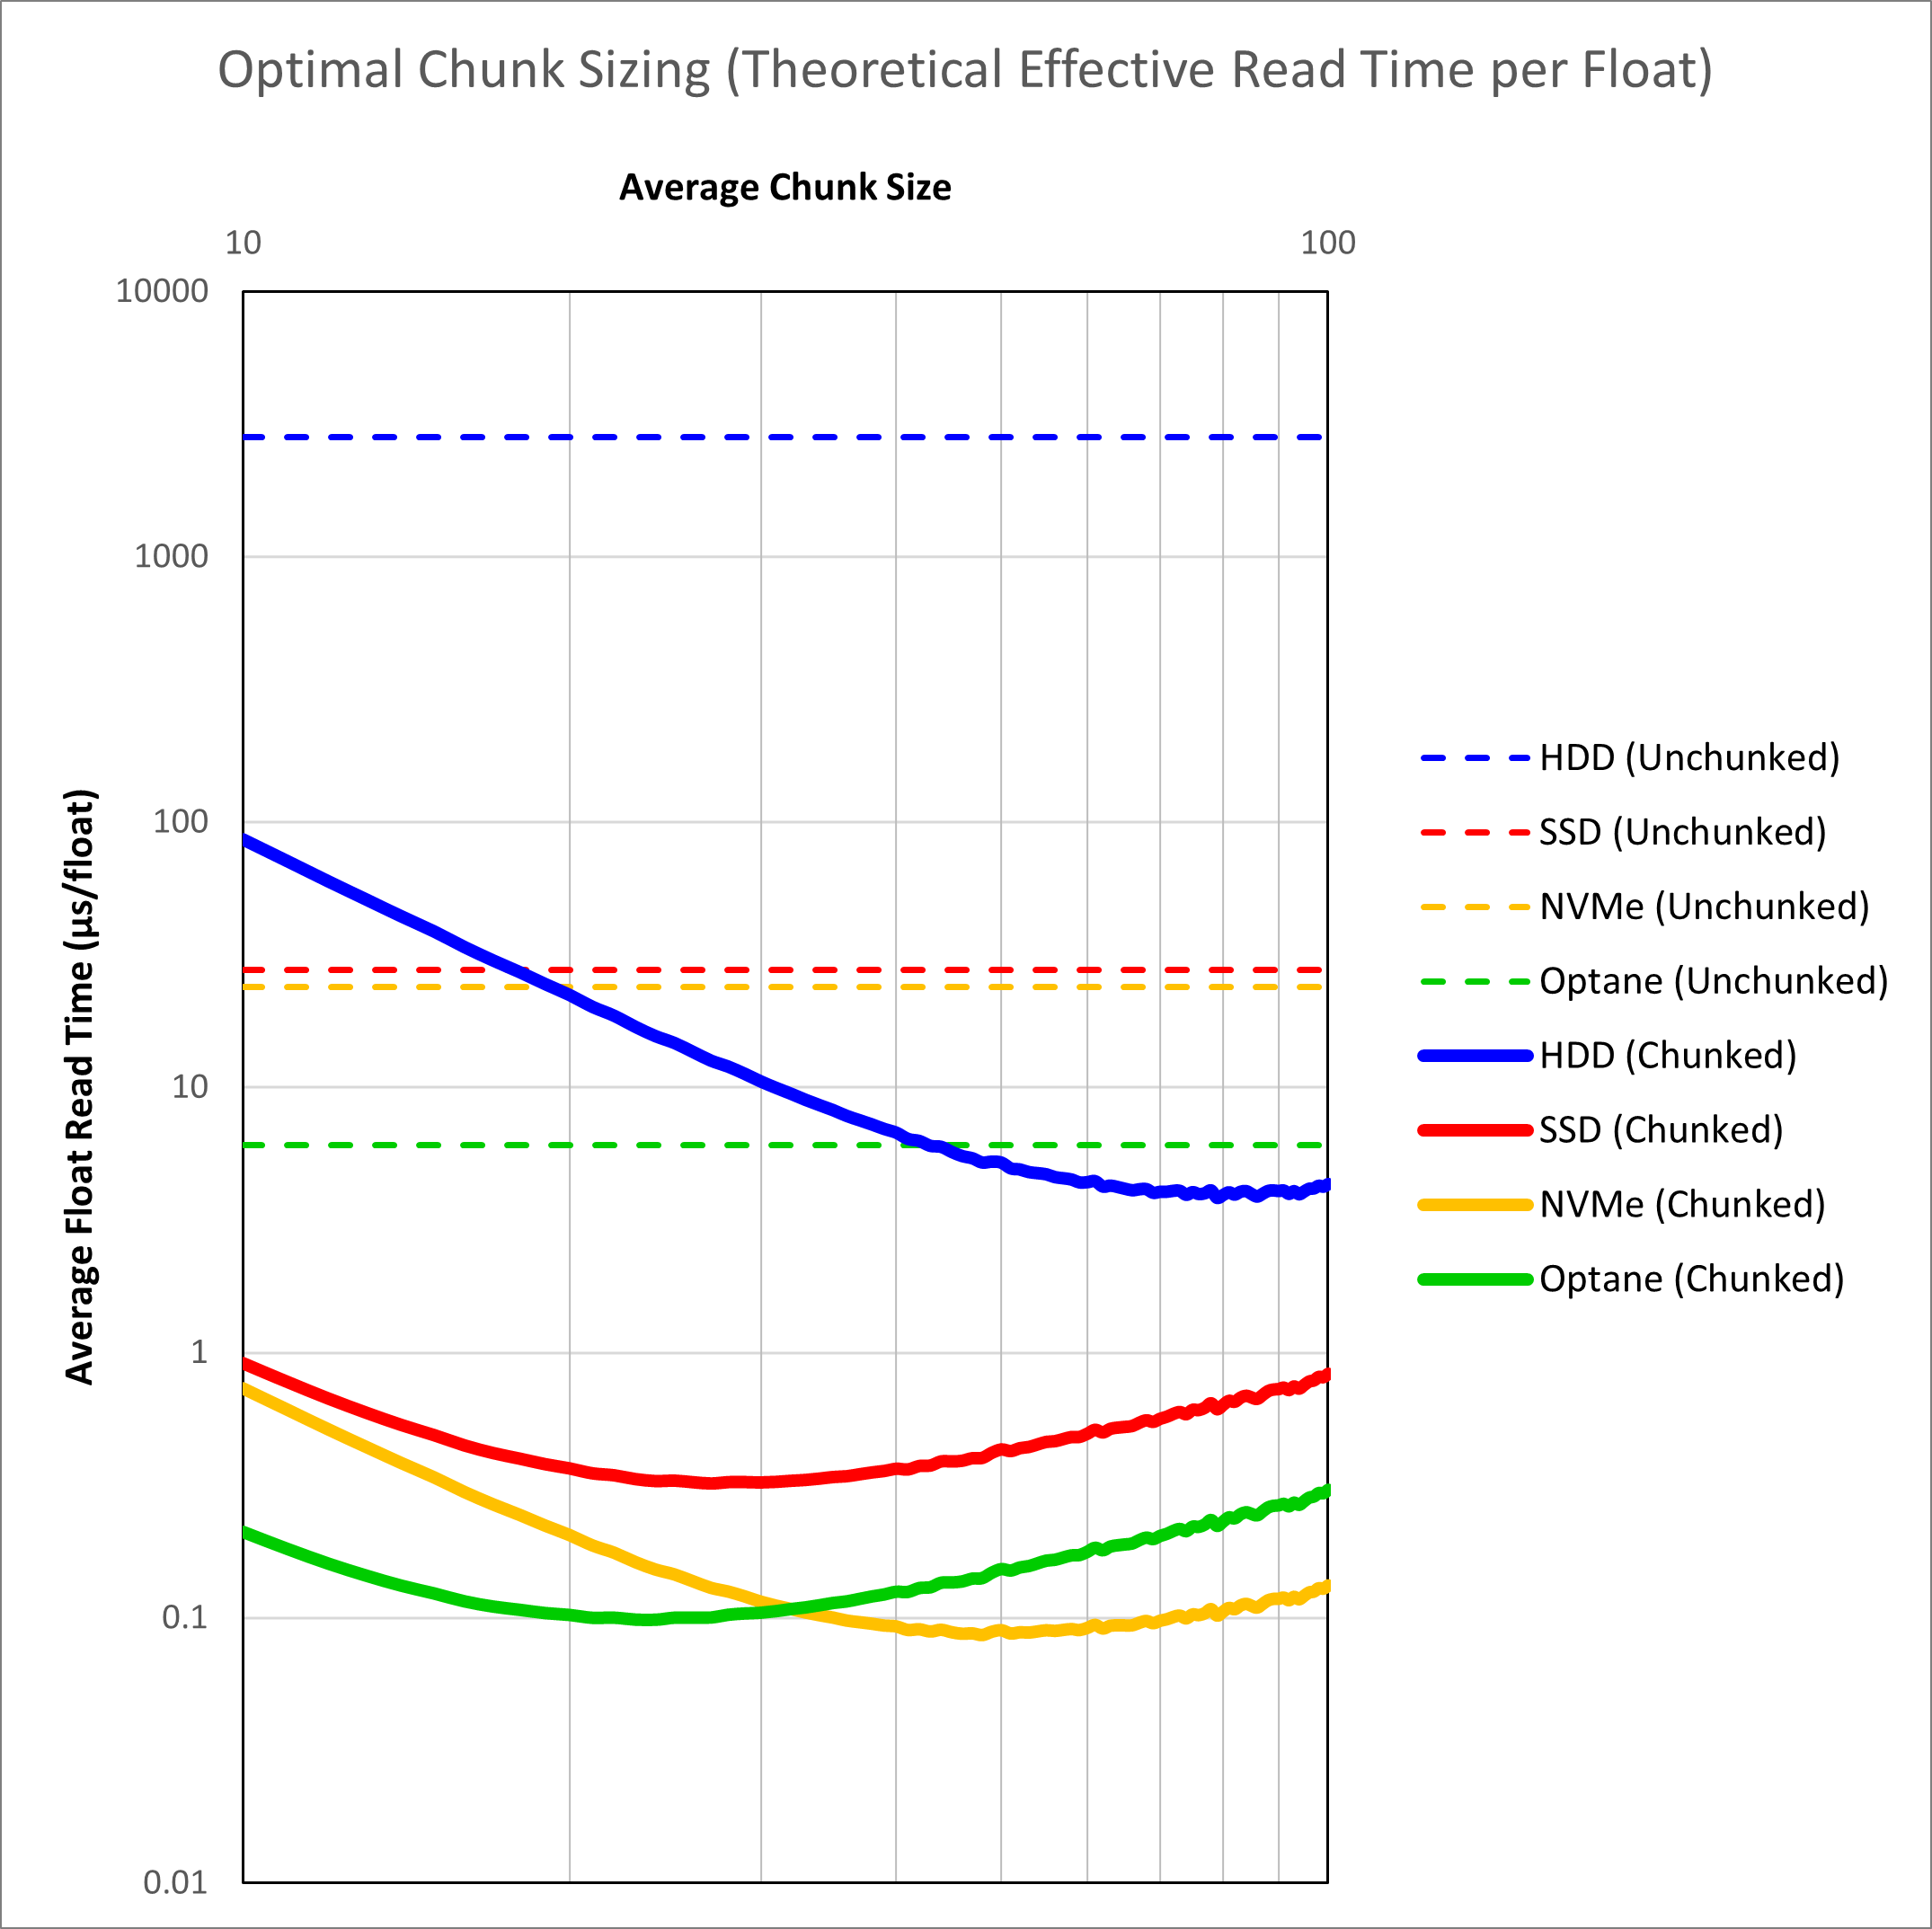 Optimal Chunk Sizing (Theoretical Effective Read Time per Float)
Average Chunk Size
10
100
10000
1000
100
10
1
0.1
0.01
Average Float Read Time (µs/float)
HDD (Unchunked)
SSD (Unchunked)
NVMe (Unchunked)
Optane (Unchunked)
HDD (Chunked)
SSD (Chunked)
NVMe (Chunked)
Optane (Chunked)